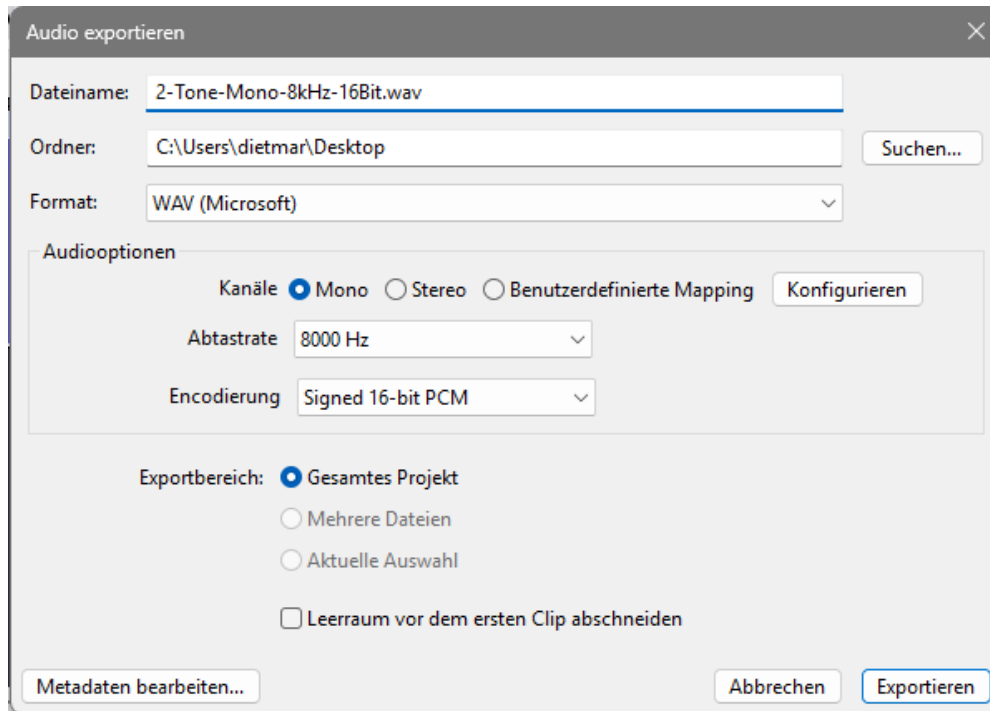 Audio exportieren
Dateiname: 2-Tone-Mono-8kHz-16Bit.wav
Ordner: C:\Users\dietmar\Desktop Suchen...
Format: WAV (Microsoft)
Audiooptionen
Kanäle Mono Stereo Benutzerdefinierte Mapping Konfigurieren
Abtastrate 8000 Hz
Encodierung Signed 16-bit PCM
Exportbereich: Gesamtes Projekt
Mehrere Dateien
Aktuelle Auswahl
Leerraum vor dem ersten Clip abschneiden
Metadaten bearbeiten... Abbrechen Exportieren